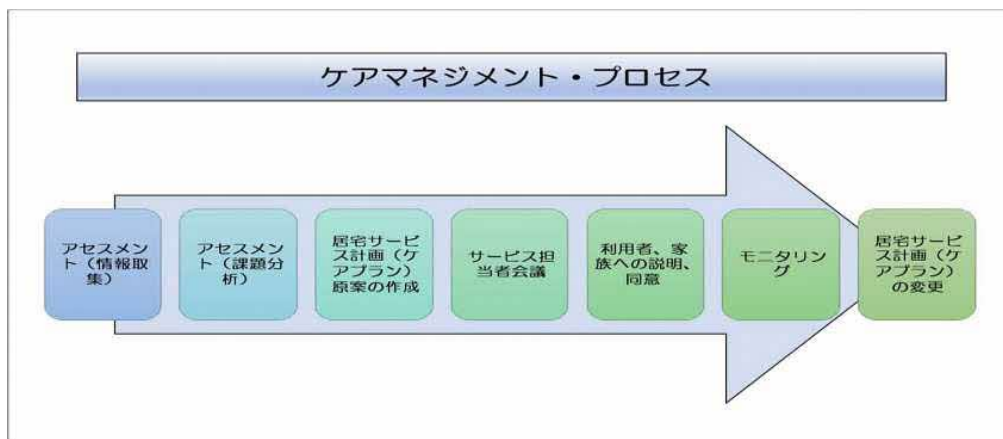 ケアマネジメント・プロセス
アセスメン
ト（情報取
集）
アセスメン
ト（課題分
析）
居宅サービ
ス計画（ケ
アプラン）
原案の作成
サービス担
当者会議
利用者、家
族への説明、
同意
モニタリン
グ
居宅サービ
ス計画（ケ
アプラン）
の変更